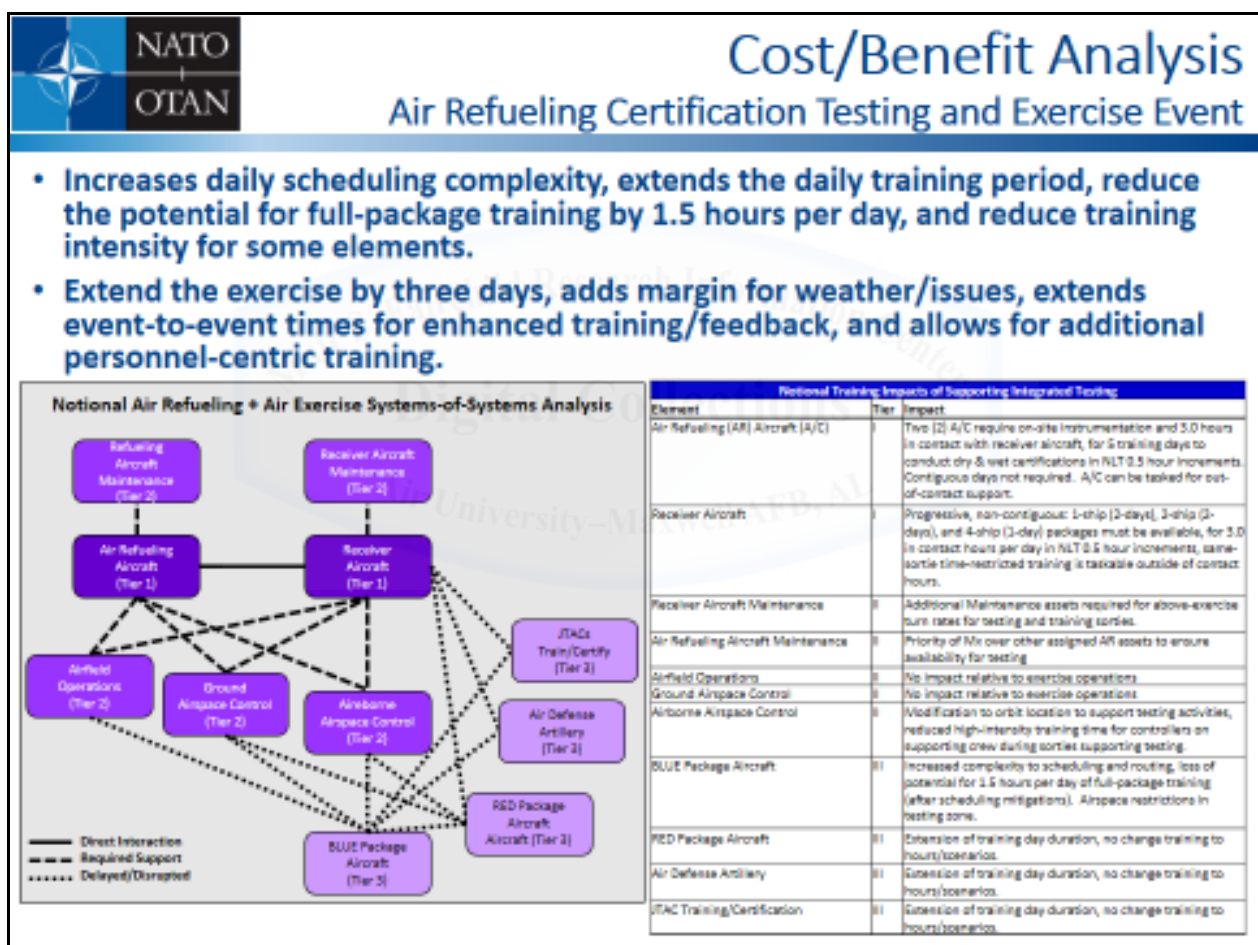 NATO
OTAN
Cost/Benefit Analysis
Air Refueling Certification Testing and Exercise Event
• Increases daily scheduling complexity, extends the daily training period, reduce
the potential for full-package training by 1.5 hours per day, and reduce training
intensity for some elements.
• Extend the exercise by three days, adds margin for weather/issues, extends
event-to-event times for enhanced training/feedback, and allows for additional
personnel-centric training.
Digital Collections
Air University–Maxwell AFB, AL
Notional Air Refueling + Air Exercise Systems-of-Systems Analysis
Refueling
Aircraft
Maintenance
(Tier 2)
Receiver Aircraft
Maintenance
(Tier 2)
Air Refueling
Aircraft
(Tier 1)
Receiver
Aircraft
(Tier 1)
JTACs
Train/Certify
(Tier 3)
Airfield
Operations
(Tier 2)
Ground
Airspace Control
(Tier 2)
Aireborne
Airspace Control
(Tier 2)
Air Defense
Artillery
(Tier 3)
RED Package
Aircraft
Aircraft (Tier 3)
BLUE Package
Aircraft
(Tier 3)
Direct Interaction
Required Support
Delayed/Disrupted
Notional Training Impacts of Supporting Integrated Testing
Element Tier Impact
Air Refueling (AR) Aircraft (A/C) I Two (2) A/C require on-site instrumentation and 3.0 hours
in contact with receiver aircraft, for 5 training days to
conduct dry & wet certifications in NLT 0.5 hour increments.
Contiguous days not required. A/C can be tasked for out-
of-contact support.
Receiver Aircraft I Progressive, non-contiguous: 1-ship (2-days), 2-ship (2-
days), and 4-ship (1-day) packages must be available, for 3.0
in contact hours per day in NLT 0.5 hour increments, same-
sortie time-restricted training is taskable outside of contact
hours.
Receiver Aircraft Maintenance II Additional Maintenance assets required for above-exercise
turn rates for testing and training sorties.
Air Refueling Aircraft Maintenance II Priority of Mx over other assigned AR assets to ensure
availability for testing
Airfield Operations II No impact relative to exercise operations
Ground Airspace Control II No impact relative to exercise operations
Airborne Airspace Control II Modification to orbit location to support testing activities,
reduced high-intensity training time for controllers on
supporting crew during sorties supporting testing.
BLUE Package Aircraft III Increased complexity to scheduling and routing, loss of
potential for 1.5 hours per day of full-package training
(after scheduling mitigations). Airspace restrictions in
testing zone.
RED Package Aircraft III Extension of training day duration, no change training to
hours/scenarios.
Air Defense Artillery III Extension of training day duration, no change training to
hours/scenarios.
JTAC Training/Certification III Extension of training day duration, no change training to
hours/scenarios.